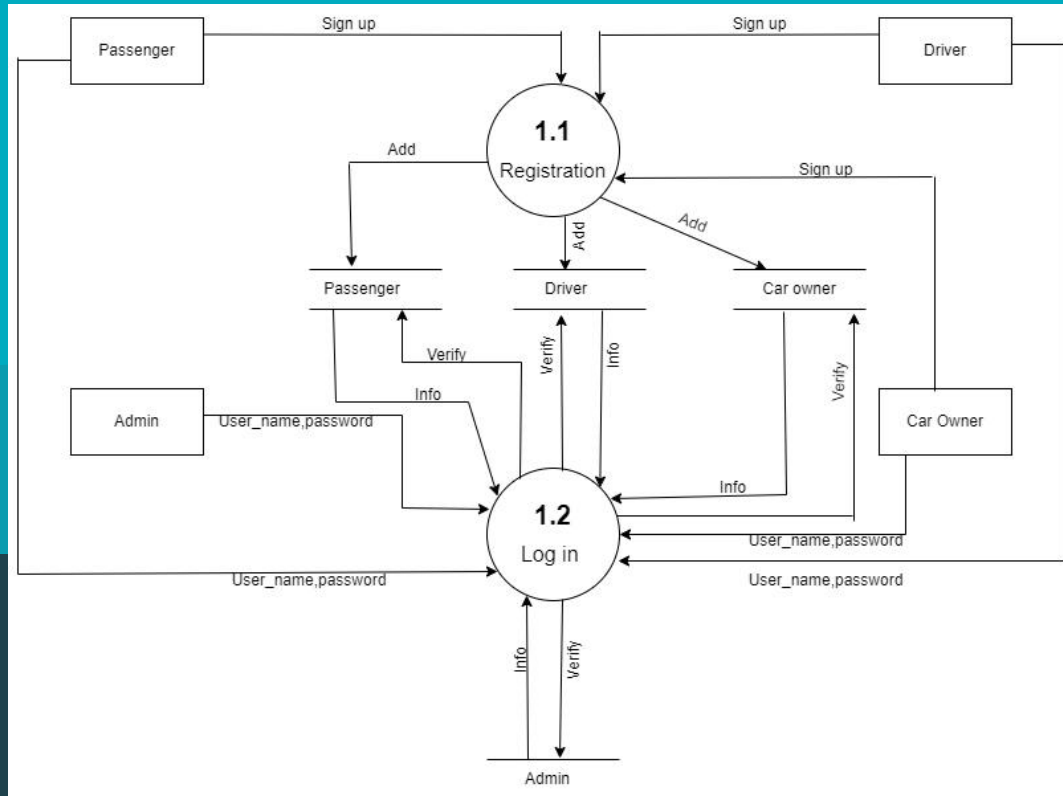 Sign up
Sign up
Passenger
Driver
1.1
Registration
Add
Sign up
Add
Add
Passenger
Driver
Car owner
Verify
Verify
Info
Verify
Info
Admin
User_name,password
Car Owner
Info
1.2
Log in
User_name,password
User_name,password
User_name,password
Info
Verify
Admin